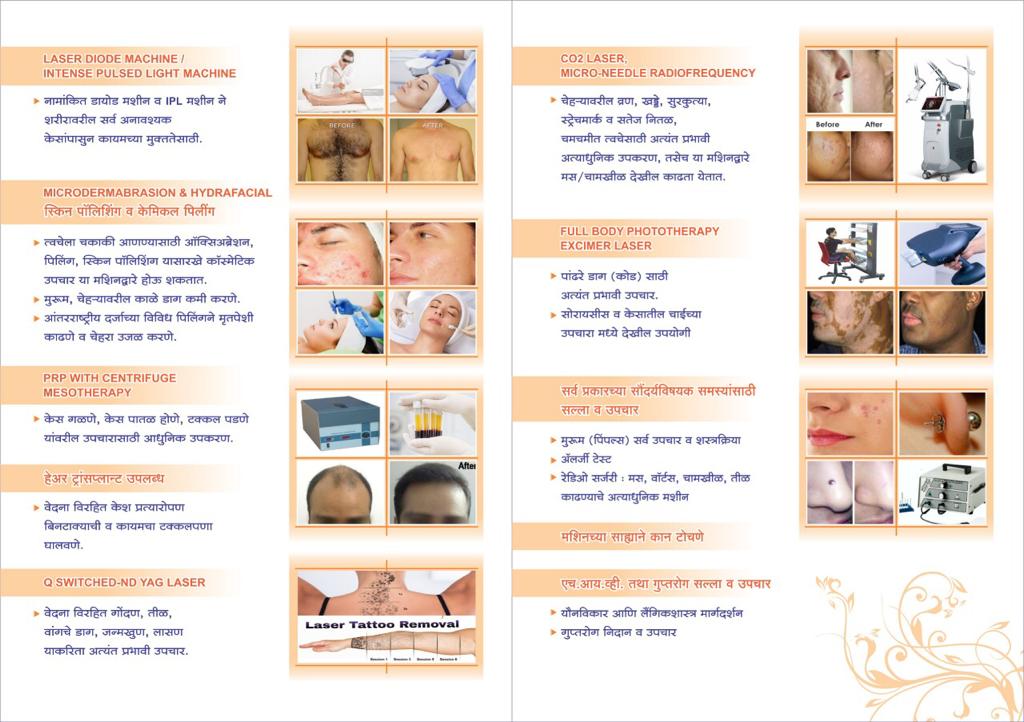 LASER DIODE MACHINE /
INTENSE PULSED LIGHT MACHINE
नामांकित डायोड मशीन व IPL मशीन ने
शरीरावरील सर्व अनावश्यक
केसांपासुन कायमच्या मुक्ततेसाठी.
BEFORE
AFTER
MICRODERMABRASION & HYDRAFACIAL
स्किन पॉलिशिंग व केमिकल पिलींग
त्वचेला चकाकी आणण्यासाठी ऑक्सिअब्रेशन,
पिलिंग, स्किन पॉलिशिंग यासारखे कॉस्मेटिक
उपचार या मशिनद्वारे होऊ शकतात.
मुरूम, चेहऱ्यावरील काळे डाग कमी करणे.
आंतरराष्ट्रीय दर्जाच्या विविध पिलिंगने मृतपेशी
काढणे व चेहरा उजळ करणे.
PRP WITH CENTRIFUGE
MESOTHERAPY
केस गळणे, केस पातळ होणे, टक्कल पडणे
यांवरील उपचारासाठी आधुनिक उपकरण.
After
हेअर ट्रांसप्लान्ट उपलब्ध
वेदना विरहित केश प्रत्यारोपण
बिनटाक्याची व कायमचा टक्कलपणा
घालवणे.
Q SWITCHED-ND YAG LASER
वेदना विरहित गोंदण, तीळ,
वांगचे डाग, जन्मखुण, लासण
याकरिता अत्यंत प्रभावी उपचार.
Laser Tattoo Removal
Session 1
CO2 LASER,
MICRO-NEEDLE RADIOFREQUENCY
चेहऱ्यावरील व्रण, खड्डे, सुरकुत्या,
स्ट्रेचमार्क व सतेज नितळ,
चमचमीत त्वचेसाठी अत्यंत प्रभावी
अत्याधुनिक उपकरण, तसेच या मशिनद्वारे
मस/चामखीळ देखील काढता येतात.
Before
After
FULL BODY PHOTOTHERAPY
EXCIMER LASER
पांढरे डाग (कोड) साठी
अत्यंत प्रभावी उपचार.
सोरायसीस व केसातील चाईच्या
उपचारा मध्ये देखील उपयोगी
सर्व प्रकारच्या सौंदर्यविषयक समस्यांसाठी
सल्ला व उपचार
मुरूम (पिंपल्स) सर्व उपचार व शस्त्रक्रिया
ॲलर्जी टेस्ट
रेडिओ सर्जरी : मस, वॉर्टस, चामखीळ, तीळ
काढण्याचे अत्याधुनिक मशीन
मशिनच्या साह्याने कान टोचणे
एच.आय.व्ही. तथा गुप्तरोग सल्ला व उपचार
यौनविकार आणि लैंगिकशास्त्र मार्गदर्शन
गुप्तरोग निदान व उपचार